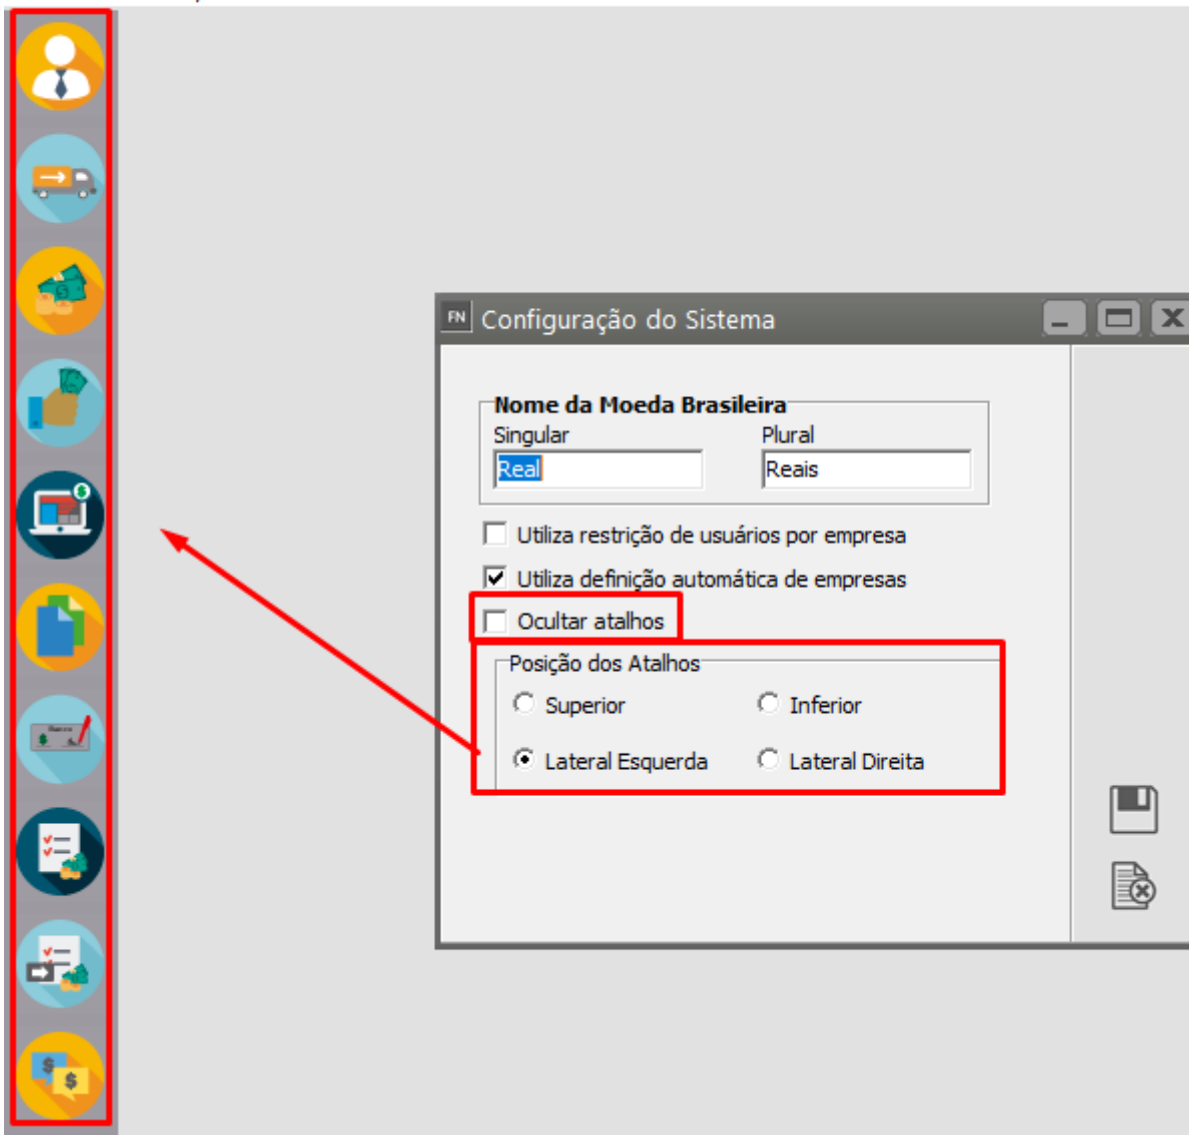 FN Configuração do Sistema
Nome da Moeda Brasileira
Singular Plural
Real Reais
Utiliza restrição de usuários por empresa
Utiliza definição automática de empresas
Ocultar atalhos
Posição dos Atalhos
Superior Inferior
Lateral Esquerda Lateral Direita
$
$
$
$ $